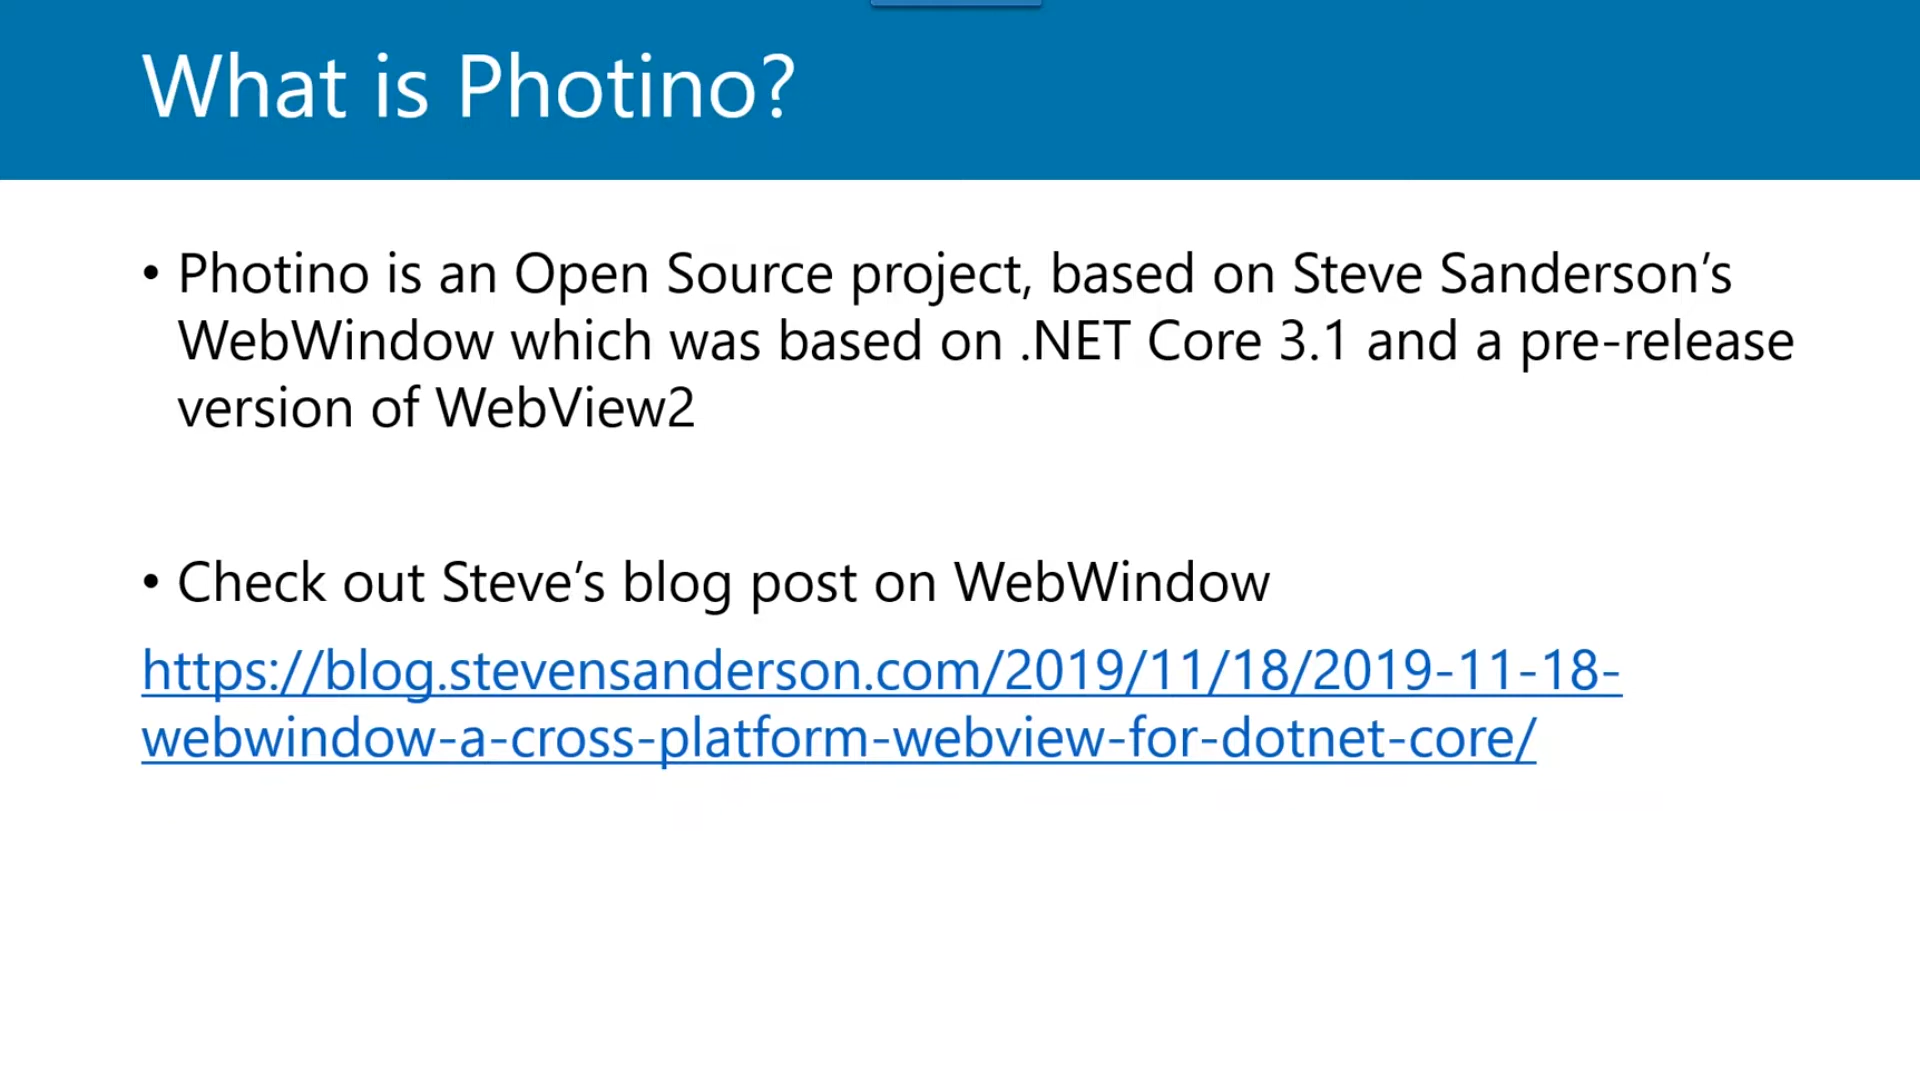 What is Photino?
• Photino is an Open Source project, based on Steve Sanderson’s
WebWindow which was based on .NET Core 3.1 and a pre-release
version of WebView2
• Check out Steve’s blog post on WebWindow
https://blog.stevensanderson.com/2019/11/18/2019-11-18-
webwindow-a-cross-platform-webview-for-dotnet-core/